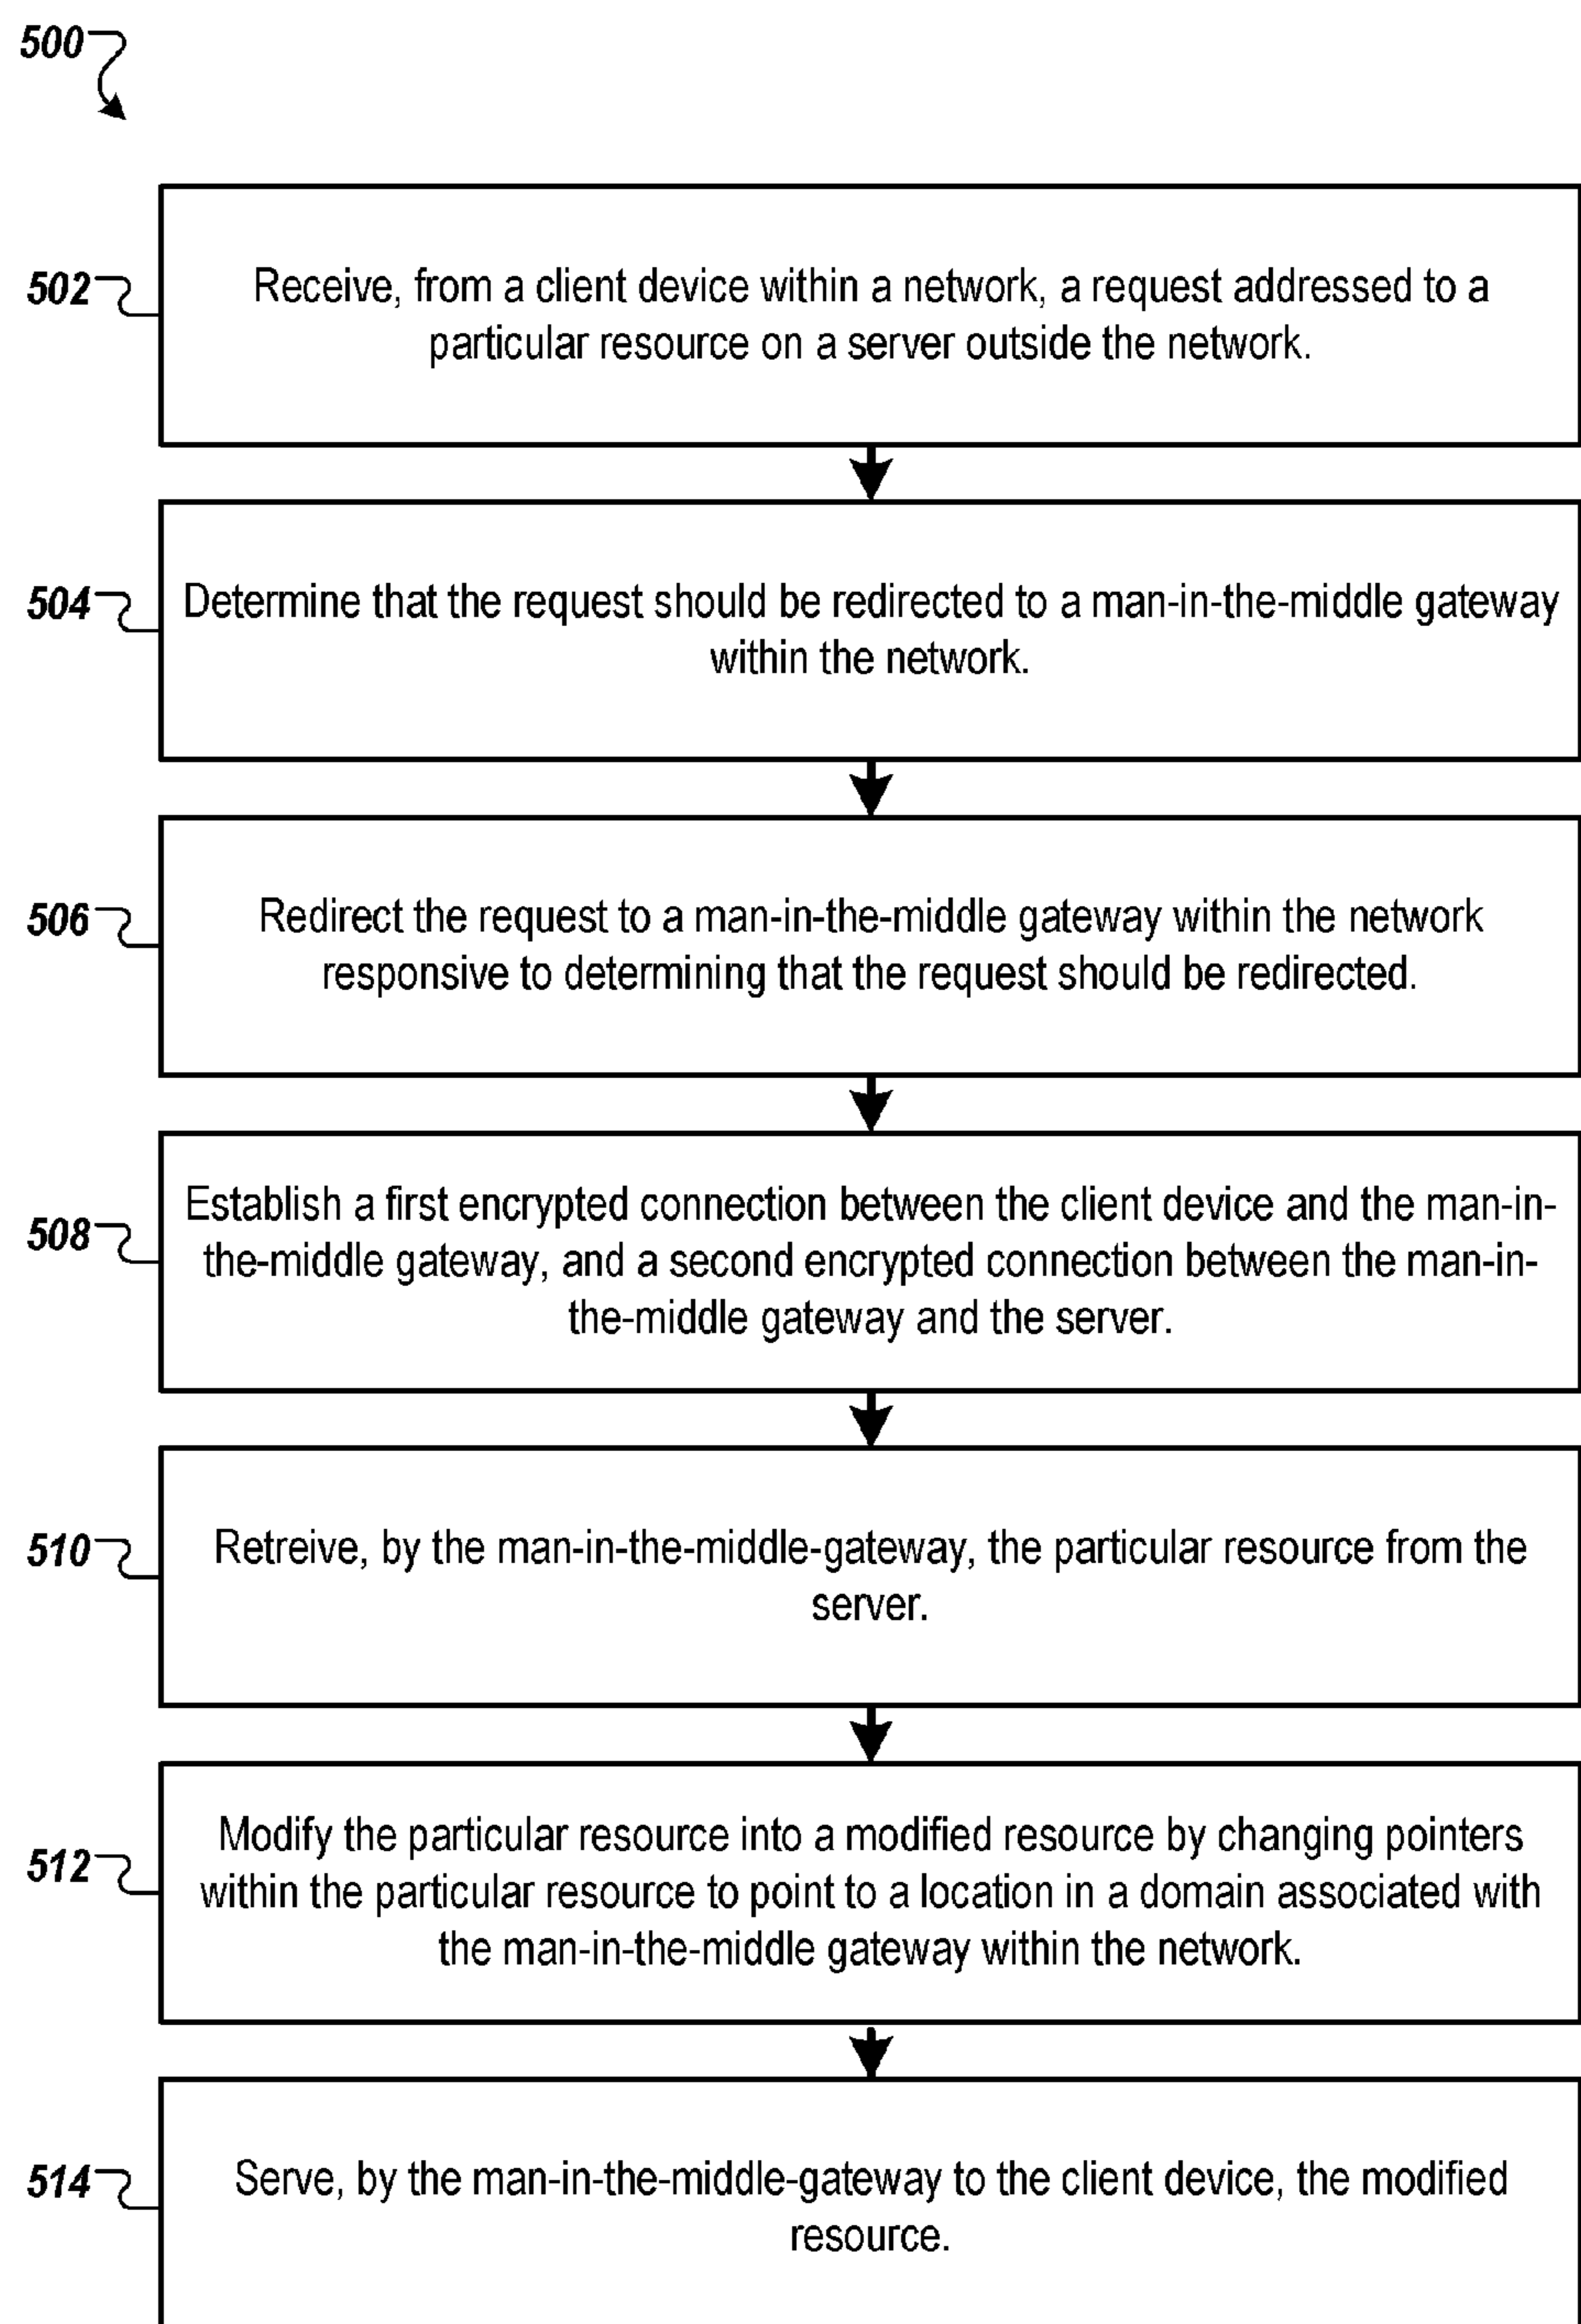 500
502
Receive, from a client device within a network, a request addressed to a
particular resource on a server outside the network.
504
Determine that the request should be redirected to a man-in-the-middle gateway
within the network.
506
Redirect the request to a man-in-the-middle gateway within the network
responsive to determining that the request should be redirected.
508
Establish a first encrypted connection between the client device and the man-in-
the-middle gateway, and a second encrypted connection between the man-in-
the-middle gateway and the server.
510
Retreive, by the man-in-the-middle-gateway, the particular resource from the
server.
512
Modify the particular resource into a modified resource by changing pointers
within the particular resource to point to a location in a domain associated with
the man-in-the-middle gateway within the network.
514
Serve, by the man-in-the-middle-gateway to the client device, the modified
resource.